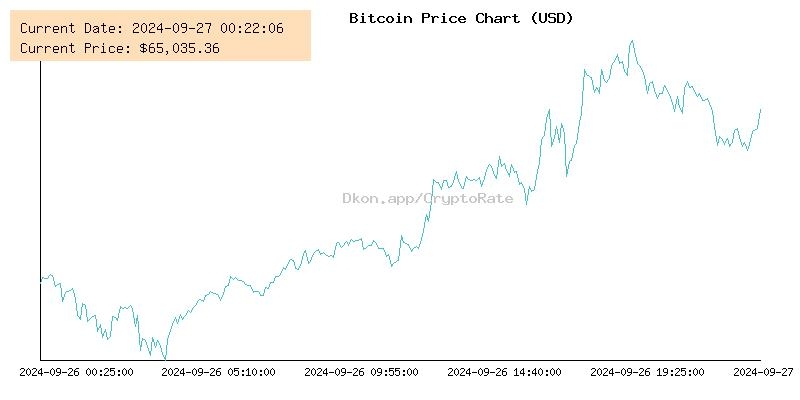 Bitcoin Price Chart (USD)
Current Date: 2024-09-27 00:22:06
Current Price: $65,035.36
Dkon.app/CryptoRate
2024-09-26 00:25:00
2024-09-26 05:10:00
2024-09-26 09:55:00
2024-09-26 14:40:00
2024-09-26 19:25:00
2024-09-27